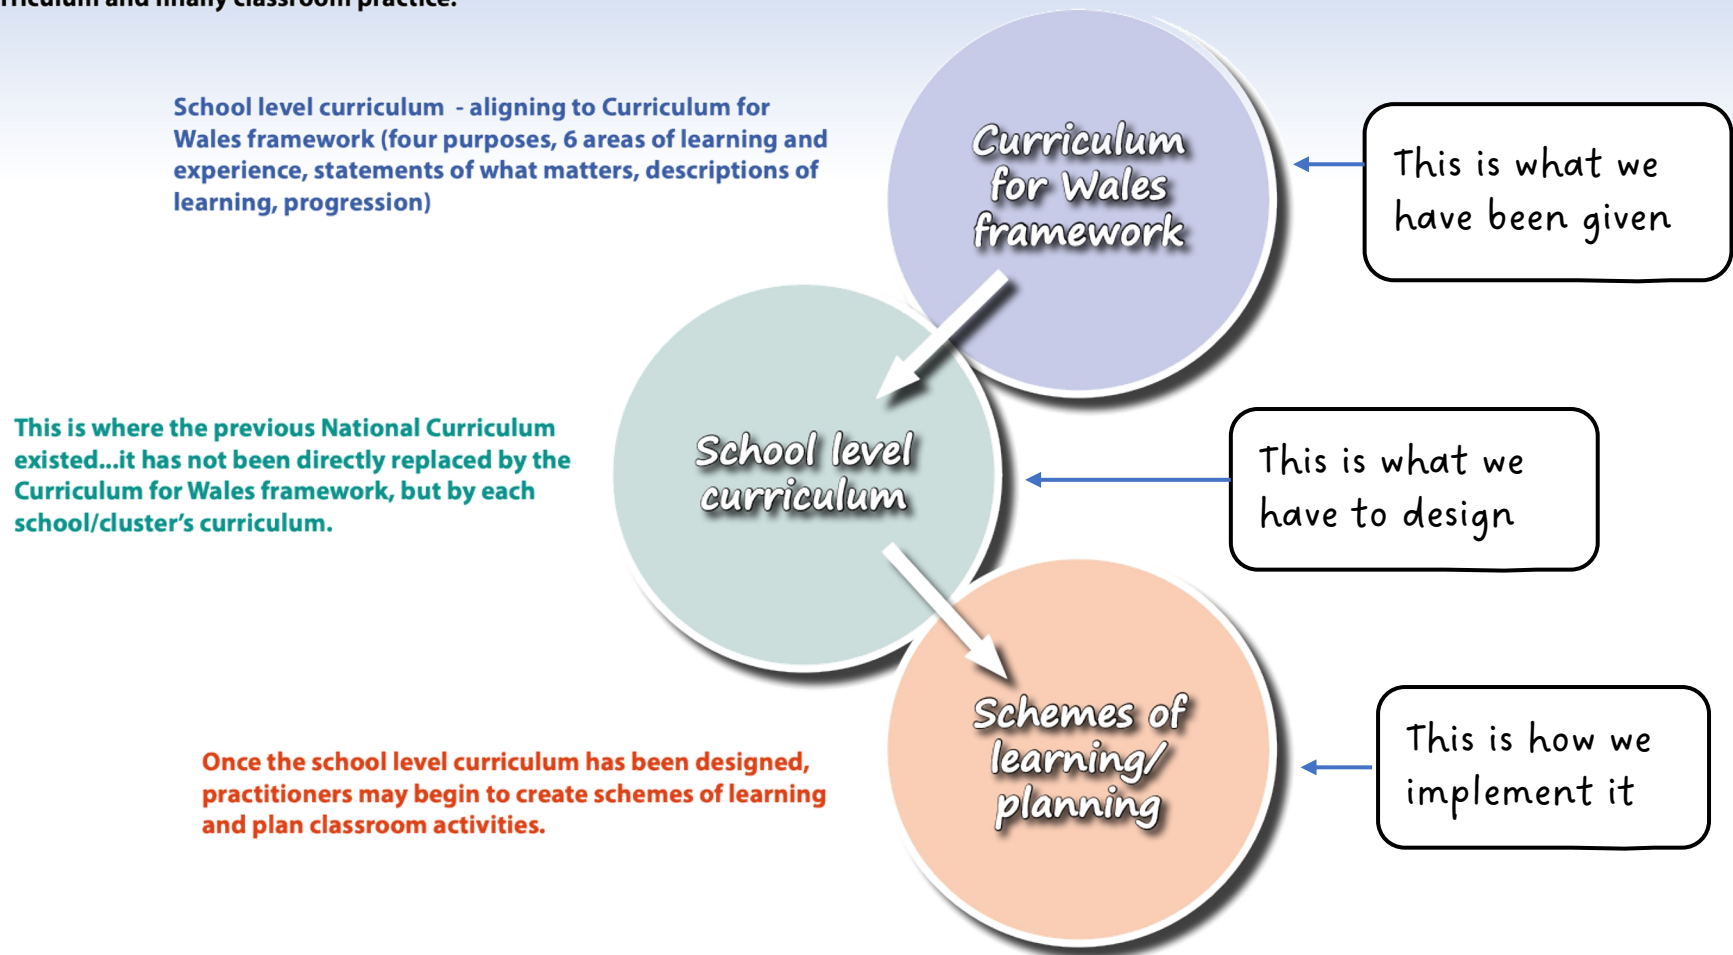 and finally classroom practice.
School level curriculum - aligning to Curriculum for
Wales framework (four purposes, 6 areas of learning and
experience, statements of what matters, descriptions of
learning, progression)
Curriculum
for Wales
framework
This is what we
have been given
This is where the previous National Curriculum
existed...it has not been directly replaced by the
Curriculum for Wales framework, but by each
school/cluster's curriculum.
School level
curriculum
This is what we
have to design
Once the school level curriculum has been designed,
practitioners may begin to create schemes of learning
and plan classroom activities.
Schemes of
learning/
planning
This is how we
implement it